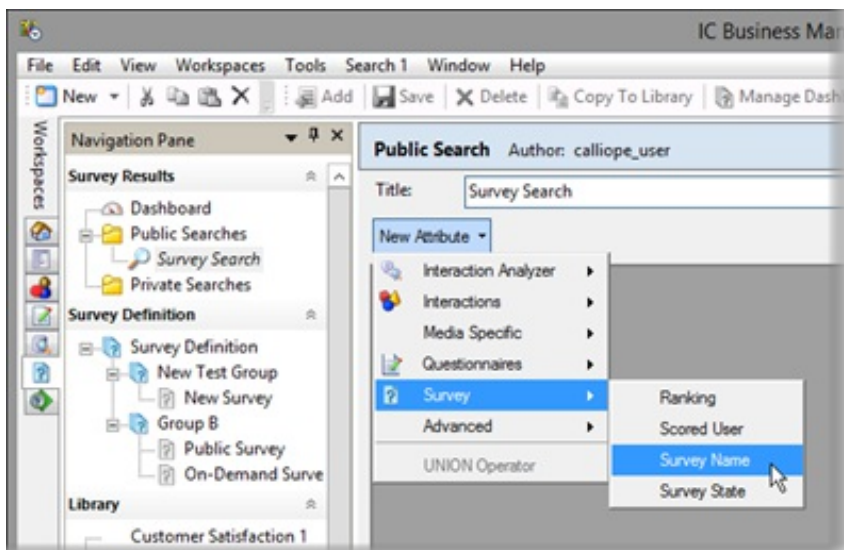 IC Business Mar
File Edit View Workspaces Tools Search 1 Window Help
New Add Save Delete Copy To Library Manage Dash
Workspaces
Navigation Pane
Survey Results
Dashboard
Public Searches
Survey Search
Private Searches
Survey Definition
Survey Definition
New Test Group
New Survey
Group B
Public Survey
On-Demand Surve
Library
Customer Satisfaction 1
Public Search Author: calliope_user
Title: Survey Search
New Attribute
Interaction Analyzer
Interactions
Media Specific
Questionnaires
Survey
Advanced
UNION Operator
Ranking
Scored User
Survey Name
Survey State